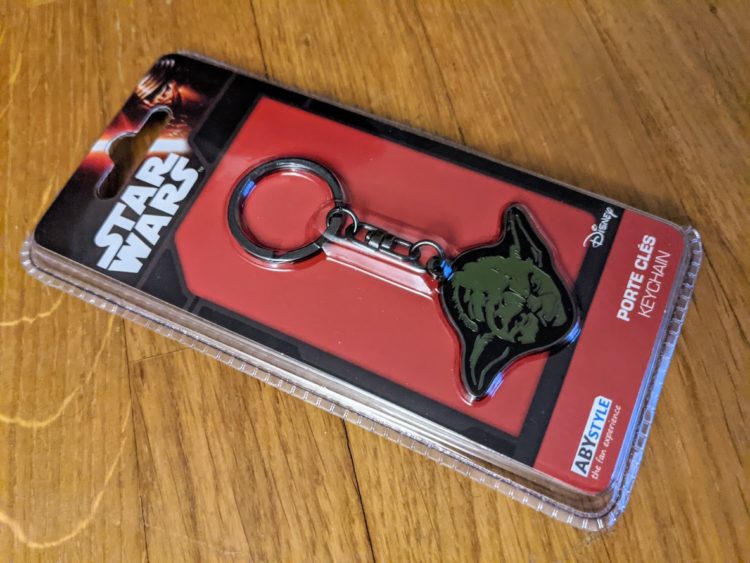 STAR
WARS
Disney
PORTE CLÉS
KEYCHAIN
ABYSTYLE
the fan experience